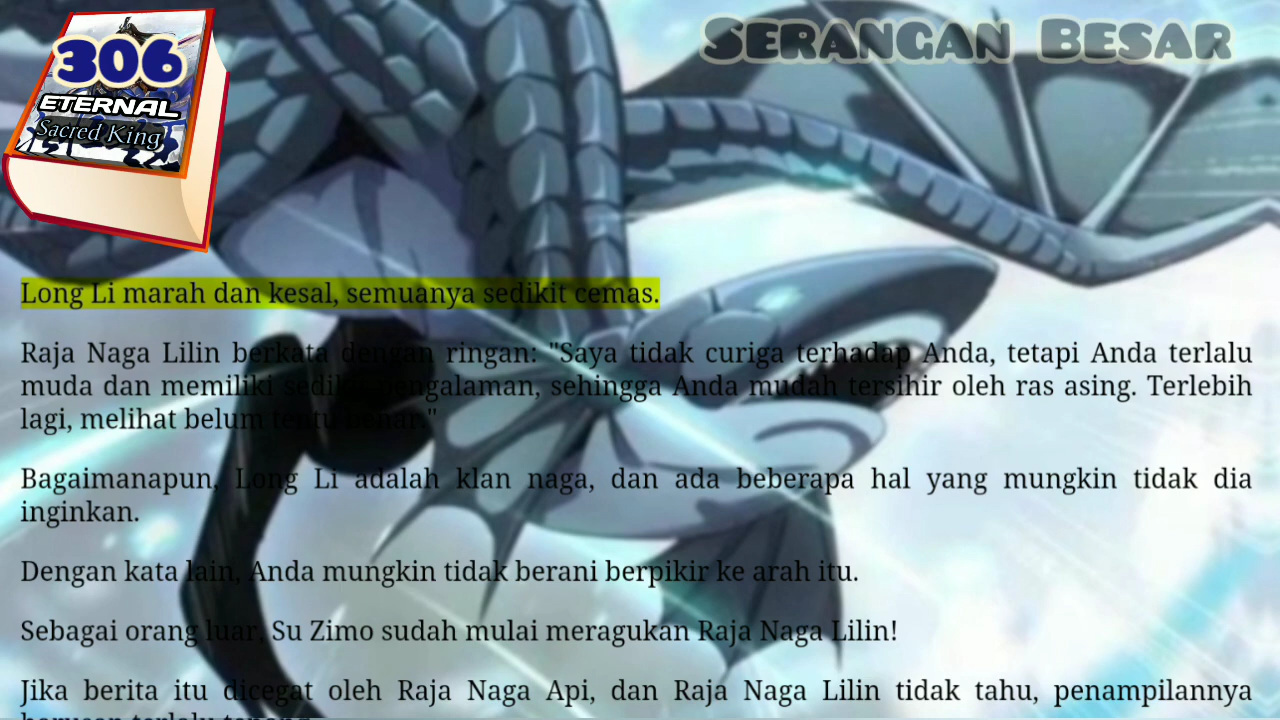 306
ETERNAL
Sacred King
SERANGAN BESAR
Long Li marah dan kesal, semuanya sedikit cemas.
Raja Naga Lilin berkata dengan ringan: "Saya tidak curiga terhadap Anda, tetapi Anda terlalu
muda dan memiliki sedikit pengalaman, sehingga Anda mudah tersihir oleh ras asing. Terlebih
lagi, melihat belum tentu benar."
Bagaimanapun, Long Li adalah klan naga, dan ada beberapa hal yang mungkin tidak dia
inginkan.
Dengan kata lain, Anda mungkin tidak berani berpikir ke arah itu.
Sebagai orang luar, Su Zimo sudah mulai meragukan Raja Naga Lilin!
Jika berita itu dicegat oleh Raja Naga Api, dan Raja Naga Lilin tidak tahu, penampilannya